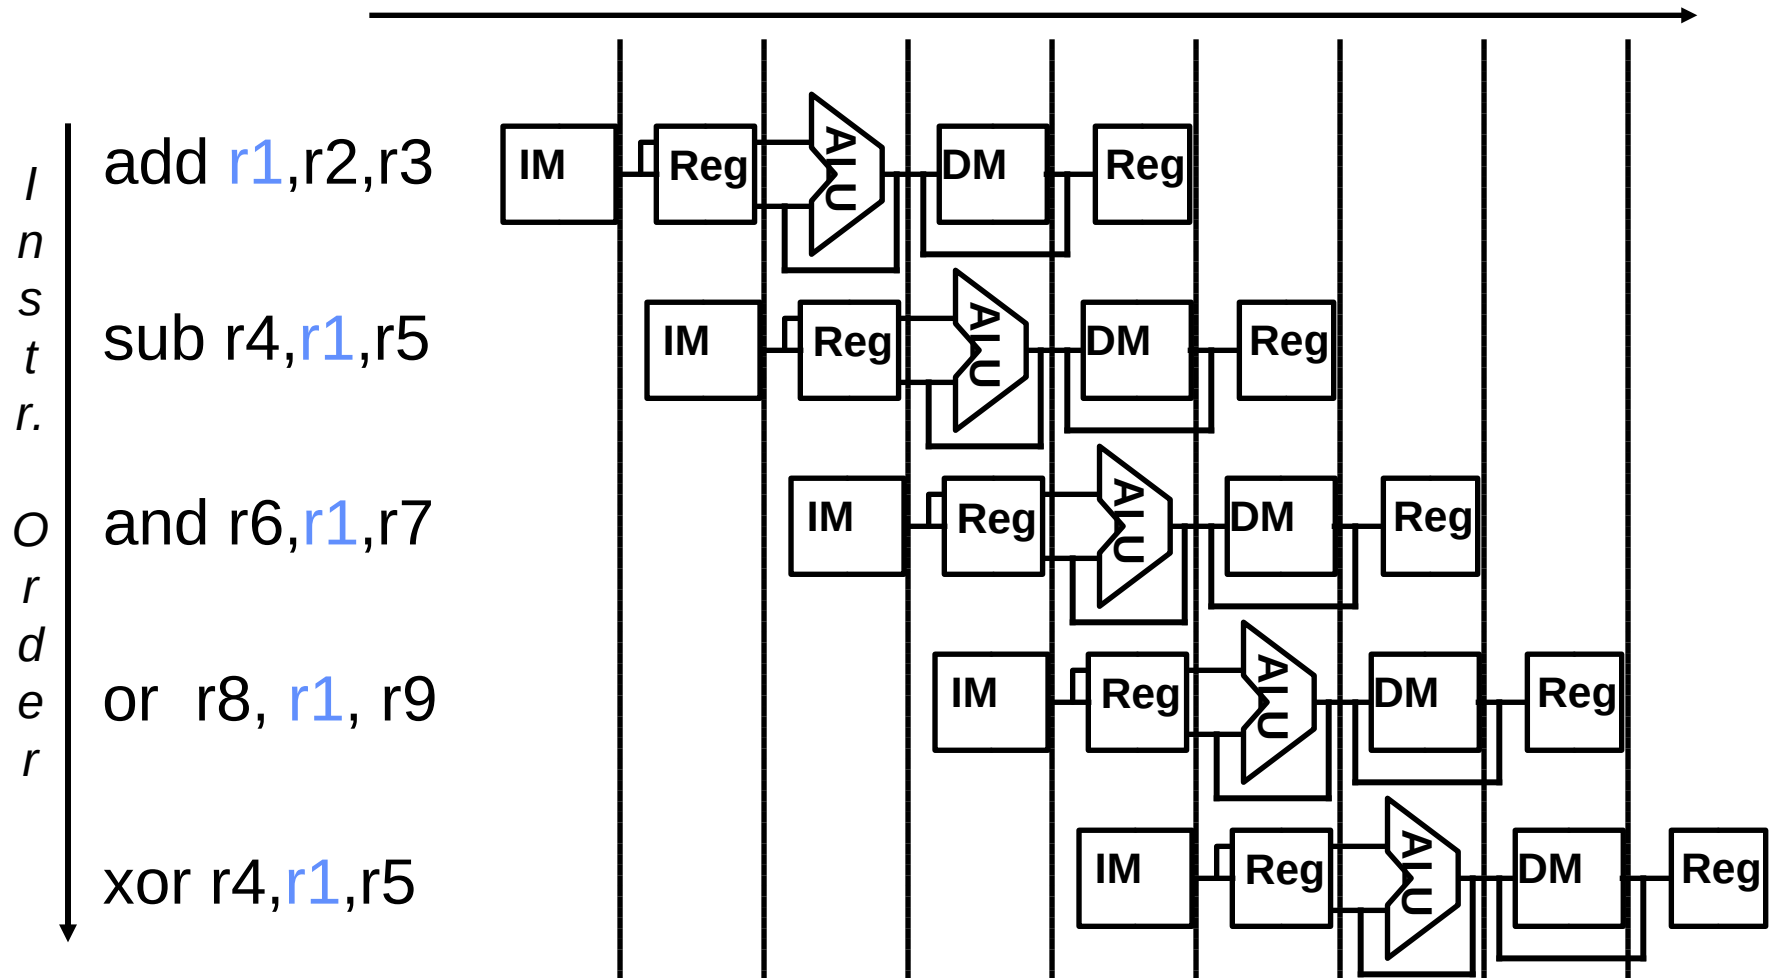 Instr. Order
add r1,r2,r3
IM Reg ALU DM Reg
sub r4,r1,r5
IM Reg ALU DM Reg
and r6,r1,r7
IM Reg ALU DM Reg
or r8, r1, r9
IM Reg ALU DM Reg
xor r4,r1,r5
IM Reg ALU DM Reg